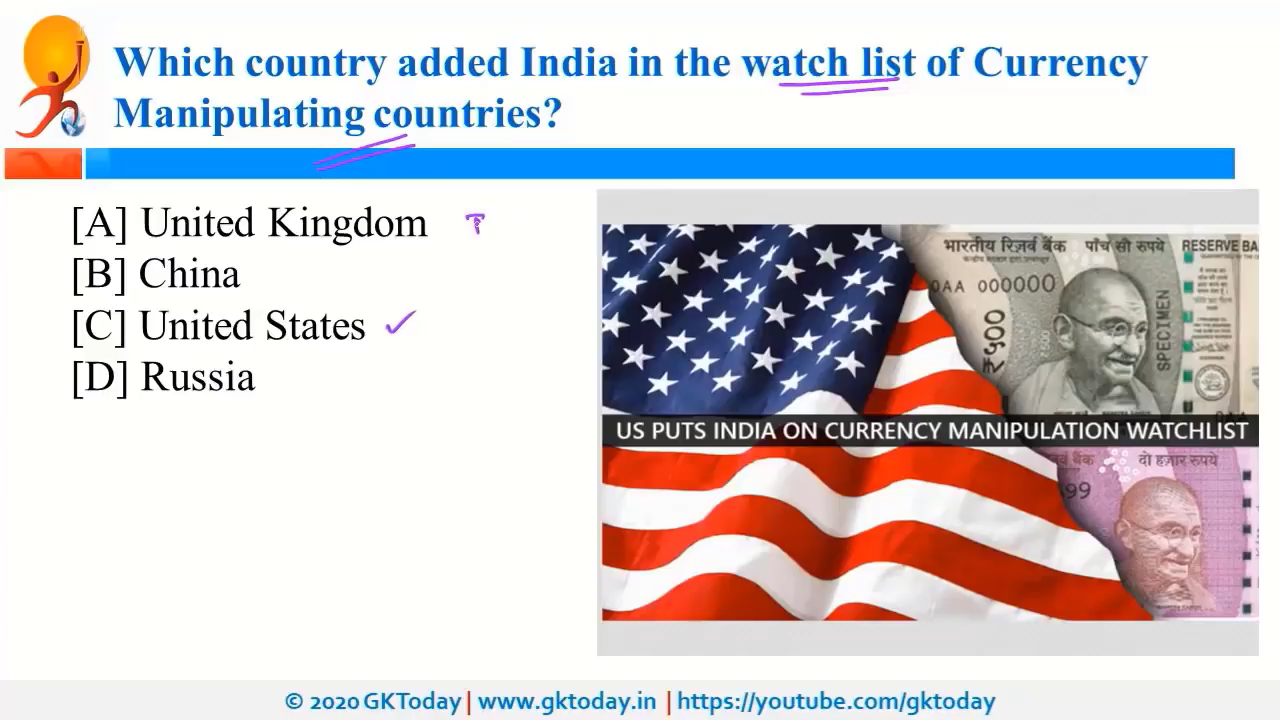 Which country added India in the watch list of Currency
Manipulating countries?
[A] United Kingdom
[B] China
[C] United States
[D] Russia
भारतीय रिज़र्व बैंक पाँच सौ रुपये RESERVE BA
0AA 000000
₹५००
SPECIMEN
US PUTS INDIA ON CURRENCY MANIPULATION WATCHLIST
दो हज़ार रुपये
© 2020 GKToday | www.gktoday.in | https://youtube.com/gktoday